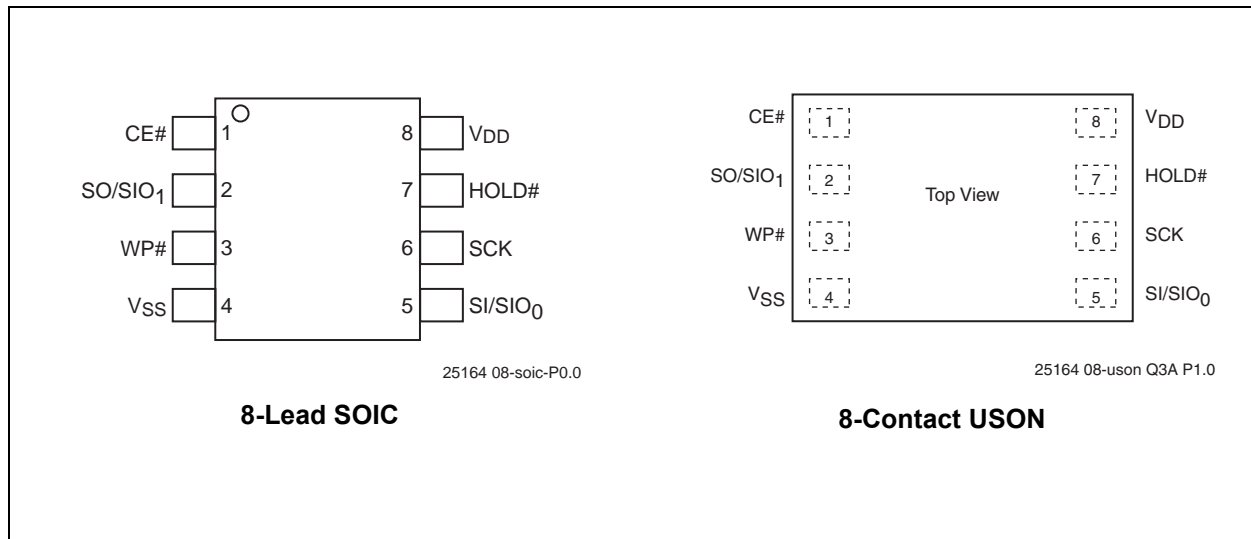 CE#
1
8
VDD
SO/SIO1
2
7
HOLD#
WP#
3
6
SCK
VSS
4
5
SI/SIO0
25164 08-soic-P0.0
8-Lead SOIC
CE#
1
8
VDD
SO/SIO1
2
Top View
7
HOLD#
WP#
3
6
SCK
VSS
4
5
SI/SIO0
25164 08-uson Q3A P1.0
8-Contact USON